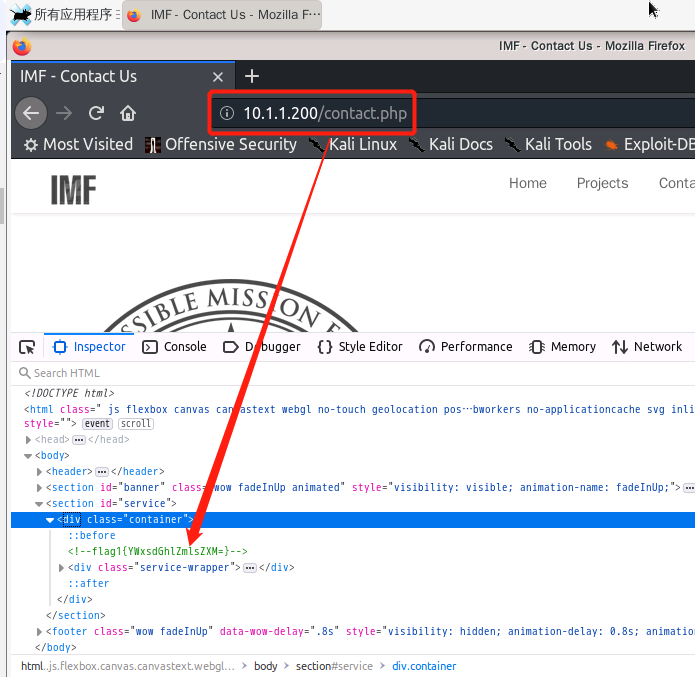 所有应用程序
IMF - Contact Us - Mozilla F…
IMF - Contact Us - Mozilla Firefox
IMF - Contact Us
10.1.1.200/contact.php
Most Visited Offensive Security Kali Linux Kali Docs Kali Tools Exploit-DB
IMF
Home Projects Conta
SSIBLE MISSION F
Inspector Console Debugger Style Editor Performance Memory Network
Search HTML
<!DOCTYPE html>
<html class=" js flexbox canvas canvastext webgl no-touch geolocation pos…bworkers no-applicationcache svg inli
style=""> event scroll
<head> </head>
<body>
<header> </header>
<section id="banner" class="wow fadeInUp animated" style="visibility: visible; animation-name: fadeInUp;">
<section id="service">
<div class="container">
::before
<!--flag1{YWxsdGhlZmlsZXM=}-->
<div class="service-wrapper"> </div>
::after
</div>
</section>
<footer class="wow fadeInUp" data-wow-delay=".8s" style="visibility: hidden; animation-delay: 0.8s; animation
</body>
html.js.flexbox.canvas.canvastext.webgl… body section#service div.container